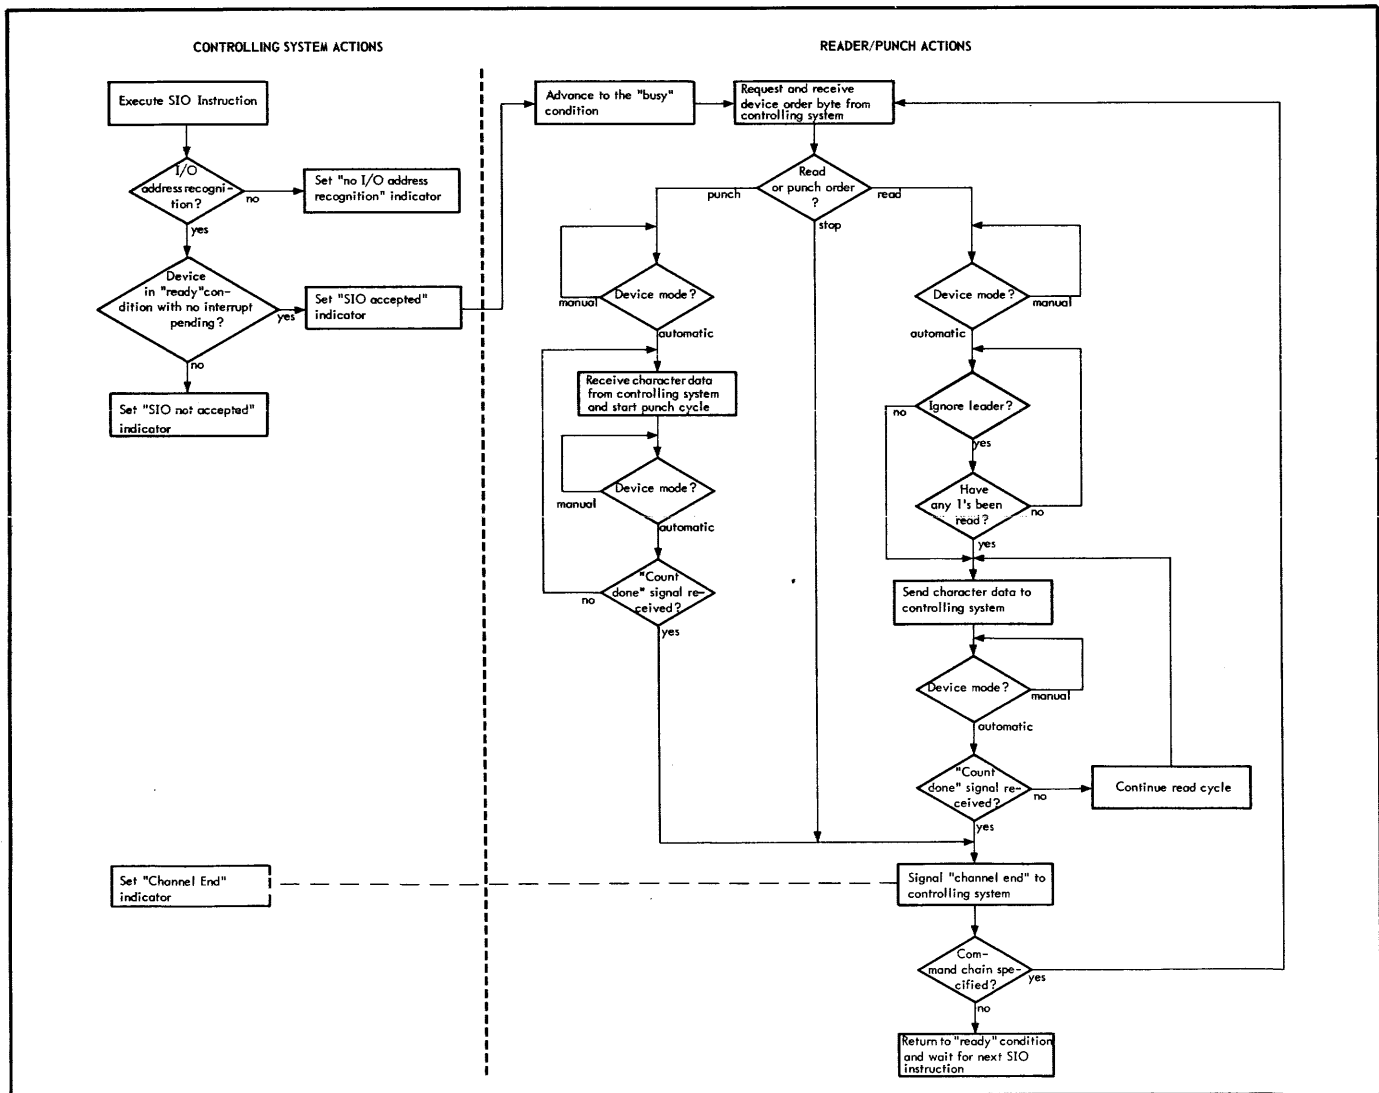 CONTROLLING SYSTEM ACTIONS
READER/PUNCH ACTIONS
Execute SIO Instruction
I/O
address recogni-
tion?
no
yes
Set "no I/O address
recognition" indicator
Device
in "ready" con-
dition with no interrupt
pending?
yes
no
Set "SIO accepted"
indicator
Set "SIO not accepted"
indicator
Advance to the "busy"
condition
Request and receive
device order byte from
controlling system
Read
or punch order
?
punch
read
stop
Device mode?
manual
automatic
Receive character data
from controlling system
and start punch cycle
Device mode?
manual
automatic
"Count
done" signal re-
ceived?
no
yes
Device mode?
manual
automatic
Ignore leader?
no
yes
Have
any 1's been
read?
no
yes
Send character data to
controlling system
Device mode?
manual
automatic
"Count
done" signal re-
ceived?
no
yes
Continue read cycle
Set "Channel End"
indicator
Signal "channel end" to
controlling system
Com-
mand chain spe-
cified?
yes
no
Return to "ready" condition
and wait for next SIO
instruction